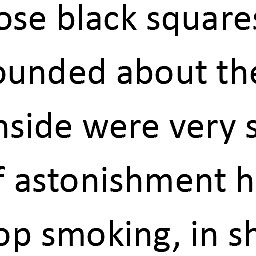 ose black squares
ounded about the
nside were very s
f astonishment h
op smoking, in sh